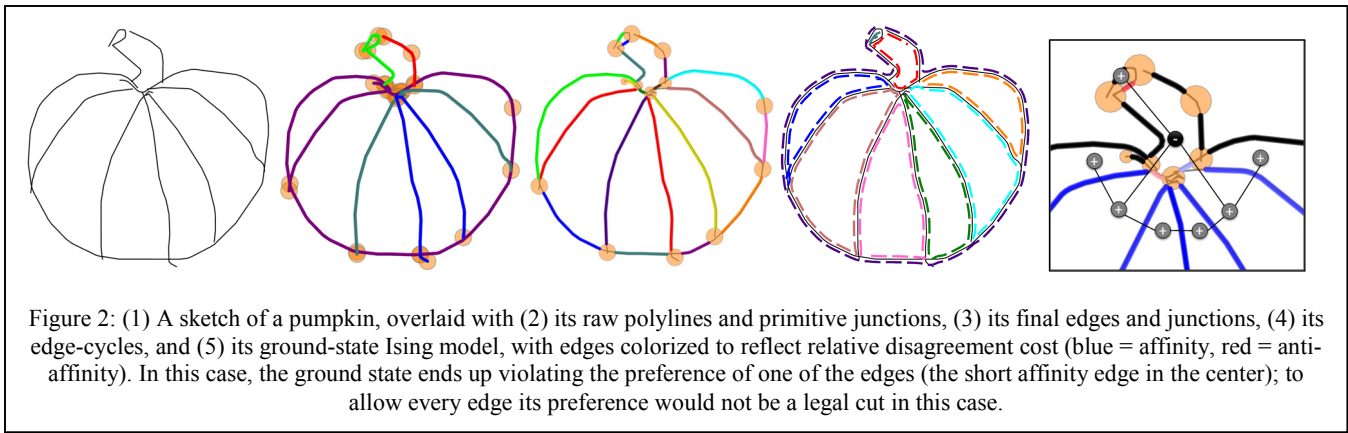 +
-
+
+
+
+
+
+
Figure 2: (1) A sketch of a pumpkin, overlaid with (2) its raw polylines and primitive junctions, (3) its final edges and junctions, (4) its
edge-cycles, and (5) its ground-state Ising model, with edges colorized to reflect relative disagreement cost (blue = affinity, red = anti-
affinity). In this case, the ground state ends up violating the preference of one of the edges (the short affinity edge in the center); to
allow every edge its preference would not be a legal cut in this case.